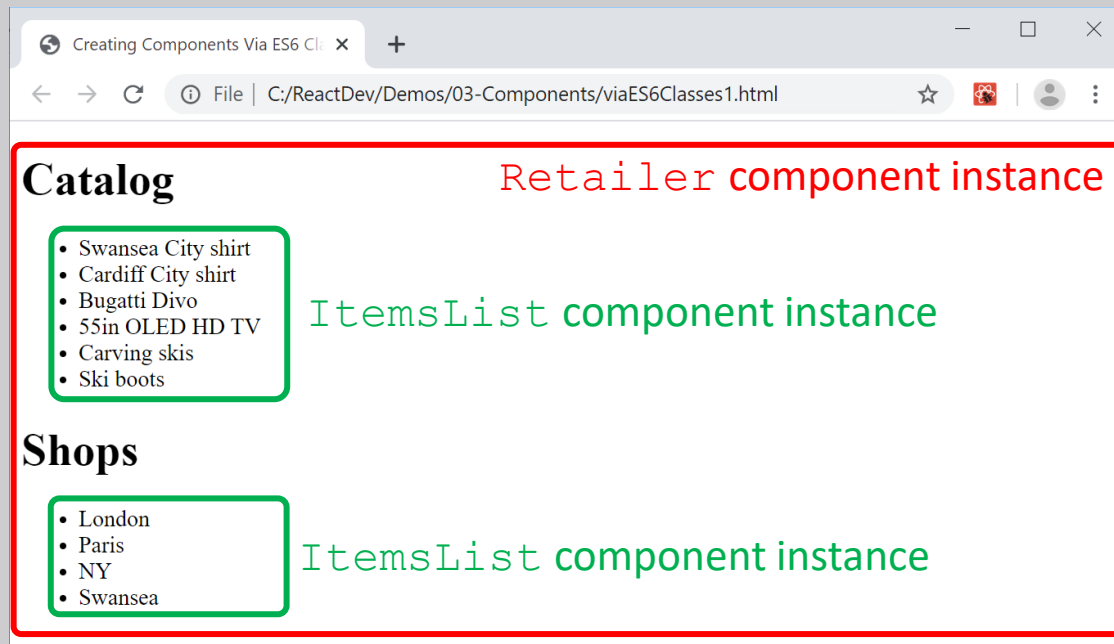 Creating Components Via ES6 Cla
File | C:/ReactDev/Demos/03-Components/viaES6Classes1.html
Catalog
Retailer component instance
• Swansea City shirt
• Cardiff City shirt
• Bugatti Divo
• 55in OLED HD TV
• Carving skis
• Ski boots
ItemsList component instance
Shops
• London
• Paris
• NY
• Swansea
ItemsList component instance